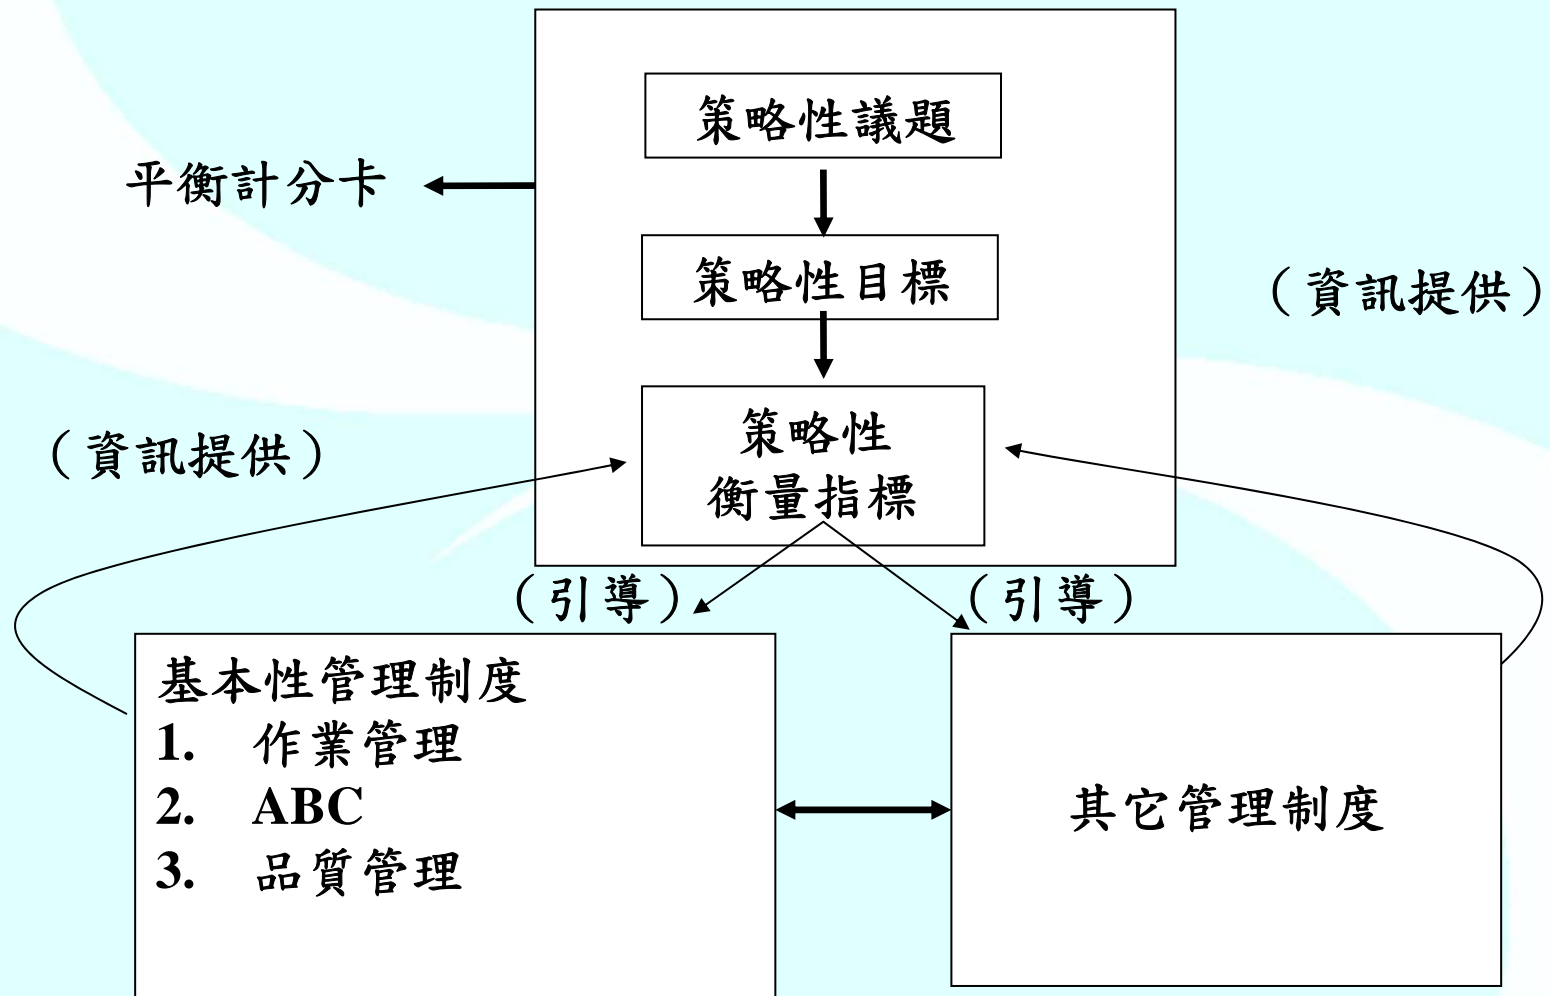 策略性議題
平衡計分卡
策略性目標
（資訊提供）
策略性
衡量指標
（資訊提供）
（引導）
（引導）
基本性管理制度
1. 作業管理
2. ABC
3. 品質管理
其它管理制度